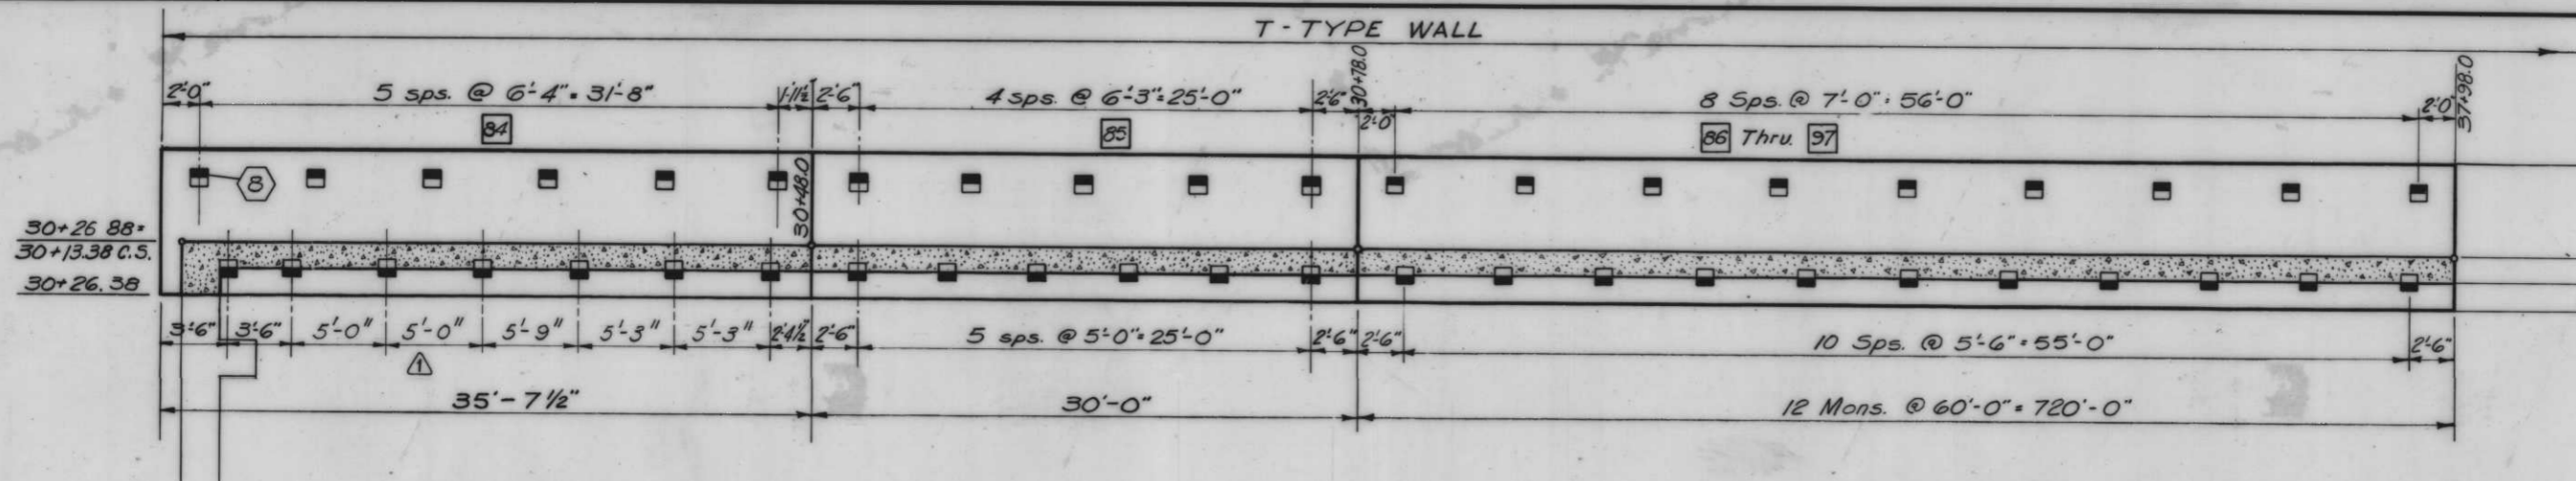 T-TYPE WALL
2'-0" 5 sps. @ 6'-4" = 31'-8" 1'-11½" 2'-6" 4 sps. @ 6'-3" = 25'-0" 2'-6" 30+78.0 2'-0" 8 Sps. @ 7'-0" = 56'-0" 2'-0" 37+98.0
84 85 86 Thru. 97
8 30+48.0
30+26.88 =
30+13.38 C.S.
30+26.38
3'-6" 3'-6" 5'-0" 5'-0" 5'-9" 5'-3" 5'-3" 2'-4½" 2'-6" 5 sps. @ 5'-0" = 25'-0" 2'-6" 2'-6" 10 Sps. @ 5'-6" = 55'-0" 2'-6"
1
35'-7½" 30'-0" 12 Mons. @ 60'-0" = 720'-0"